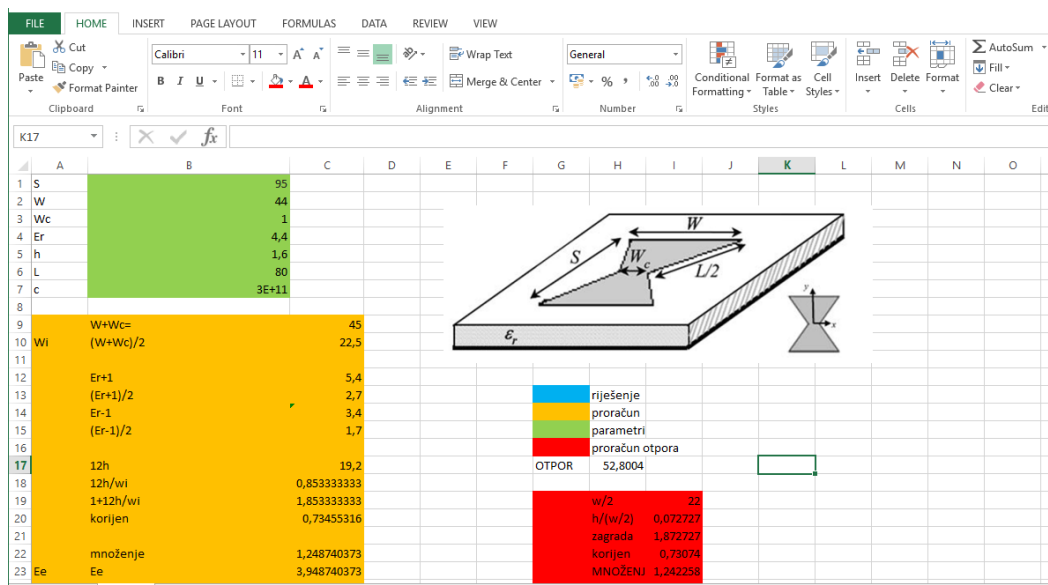 FILE HOME INSERT PAGE LAYOUT FORMULAS DATA REVIEW VIEW
Cut
Copy
Format Painter
Paste
Clipboard
Calibri 11 A A
B I U A
Font
Wrap Text
Merge & Center
Alignment
General
% , ,00 ,0
Number
Conditional Formatting
Format as Table
Cell Styles
Styles
Insert Delete Format
Cells
AutoSum
Fill
Clear
Edit
K17 fx
A B C D E F G H I J K L M N O
1 S 95
2 W 44
3 Wc 1
4 Er 4,4
5 h 1,6
6 L 80
7 c 3E+11
8
9 W+Wc= 45
10 Wi (W+Wc)/2 22,5
11
12 Er+1 5,4
13 (Er+1)/2 2,7 riješenje
14 Er-1 3,4 proračun
15 (Er-1)/2 1,7 parametri
16 proračun otpora
17 12h 19,2 OTPOR 52,8004
18 12h/wi 0,853333333
19 1+12h/wi 1,853333333 w/2 22
20 korijen 0,73455316 h/(w/2) 0,072727
21 zagrada 1,872727
22 množenje 1,248740373 korijen 0,73074
23 Ee Ee 3,948740373 MNOŽENJ 1,242258
W
S
Wc
L/2
εr
y
x